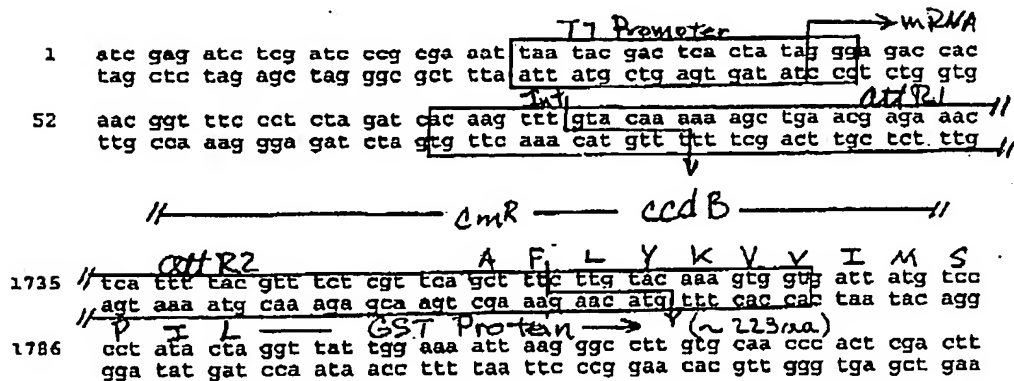 T7 Promoter → mRNA
1 atc gag atc tcg atc ccg cga aat taa tac gac tca cta tag gga gac cac
tag ctc tag agc tag ggc gct tta att atg ctg agt gat atc cct ctg gtg
Int attR1
52 aac ggt ttc cct cta gat cac aag ttt gta caa aaa agc tga acg aga aac
ttg cca aag gga gat cta gtg ttc aaa cat gtt ttt tcg act tgc tct ttg
cmR ccdB
attR2 A F L Y K V V I M S
1735 tca ttt tac gtt tct cgt tca gct ttc ttg tac aaa gtg gtg att atg tcc
agt aaa atg caa aga gca agt cga aag aac atg ttt cac cac taa tac agg
P I L GST Protein → (~223aa)
1786 cct ata cta ggt tat tgg aaa att aag ggc ctt gtg caa ccc act cga ctt
gga tat gat cca ata acc ttt taa ttc ccg gaa cac gtt ggg tga gct gaa